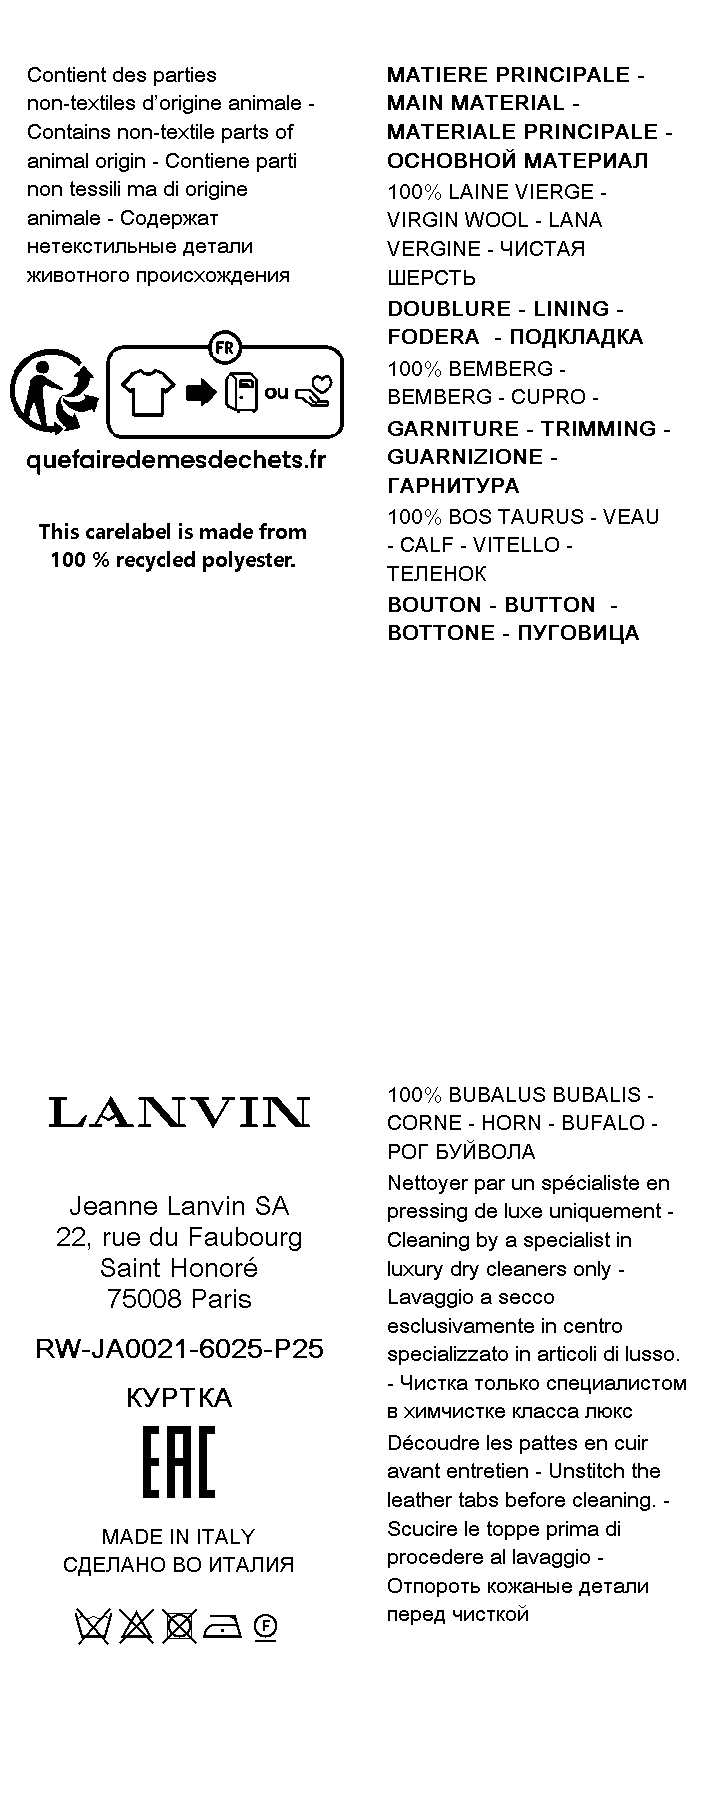 Contient des parties
non-textiles d’origine animale -
Contains non-textile parts of
animal origin - Contiene parti
non tessili ma di origine
animale - Содержат
нетекстильные детали
животного происхождения
FR
ou
quefairedemesdechets.fr
This carelabel is made from
100 % recycled polyester.
MATIERE PRINCIPALE -
MAIN MATERIAL -
MATERIALE PRINCIPALE -
ОСНОВНОЙ МАТЕРИАЛ
100% LAINE VIERGE -
VIRGIN WOOL - LANA
VERGINE - ЧИСТАЯ
ШЕРСТЬ
DOUBLURE - LINING -
FODERA - ПОДКЛАДКА
100% BEMBERG -
BEMBERG - CUPRO -
GARNITURE - TRIMMING -
GUARNIZIONE -
ГАРНИТУРА
100% BOS TAURUS - VEAU
- CALF - VITELLO -
ТЕЛЕНОК
BOUTON - BUTTON -
BOTTONE - ПУГОВИЦА
LANVIN
Jeanne Lanvin SA
22, rue du Faubourg
Saint Honoré
75008 Paris
RW-JA0021-6025-P25
КУРТКА
EAC
MADE IN ITALY
СДЕЛАНО ВО ИТАЛИЯ
F
100% BUBALUS BUBALIS -
CORNE - HORN - BUFALO -
РОГ БУЙВОЛА
Nettoyer par un spécialiste en
pressing de luxe uniquement -
Cleaning by a specialist in
luxury dry cleaners only -
Lavaggio a secco
esclusivamente in centro
specializzato in articoli di lusso.
- Чистка только специалистом
в химчистке класса люкс
Découdre les pattes en cuir
avant entretien - Unstitch the
leather tabs before cleaning. -
Scucire le toppe prima di
procedere al lavaggio -
Отпороть кожаные детали
перед чисткой